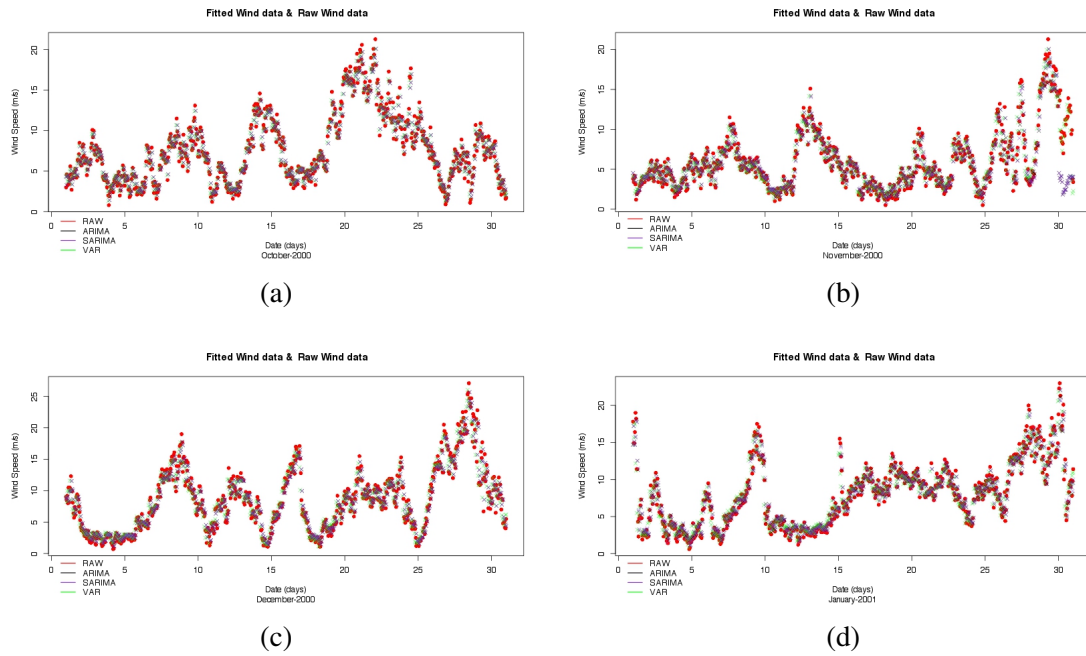 Fitted Wind data & Raw Wind data
Wind Speed (m/s)
0 5 10 15 20
0 5 10 15 20 25 30
RAW
ARIMA
SARIMA
VAR
Date (days)
October-2000
(a)
Fitted Wind data & Raw Wind data
Wind Speed (m/s)
0 5 10 15 20
0 5 10 15 20 25 30
RAW
ARIMA
SARIMA
VAR
Date (days)
November-2000
(b)
Fitted Wind data & Raw Wind data
Wind Speed (m/s)
0 5 10 15 20 25
0 5 10 15 20 25 30
RAW
ARIMA
SARIMA
VAR
Date (days)
December-2000
(c)
Fitted Wind data & Raw Wind data
Wind Speed (m/s)
0 5 10 15 20
0 5 10 15 20 25 30
RAW
ARIMA
SARIMA
VAR
Date (days)
January-2001
(d)